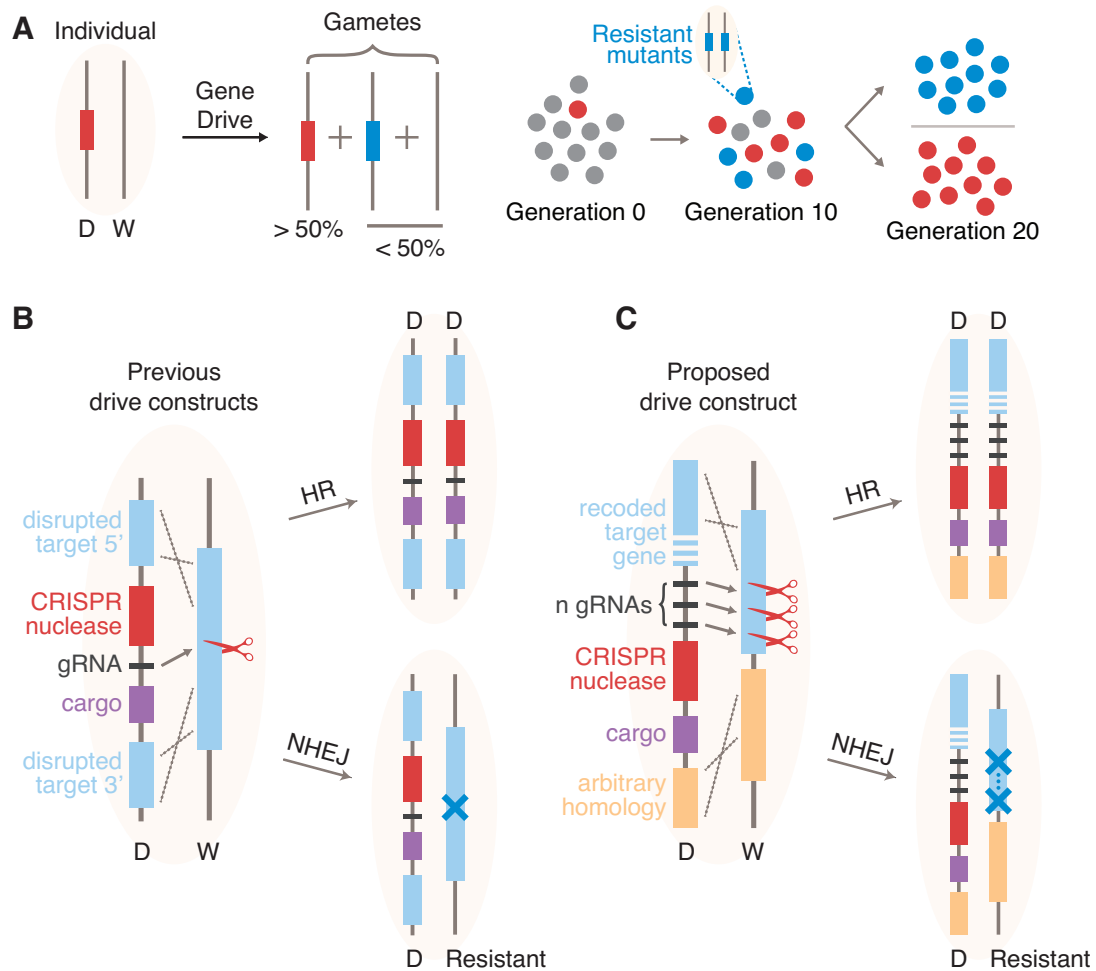 A
Individual
D W
Gene
Drive
Gametes
+ +
> 50%
< 50%
Resistant
mutants
Generation 0
Generation 10
Generation 20
B
Previous
drive constructs
disrupted
target 5’
CRISPR
nuclease
gRNA
cargo
disrupted
target 3’
D W
HR
D D
NHEJ
D Resistant
C
Proposed
drive construct
recoded
target
gene
n gRNAs
CRISPR
nuclease
cargo
arbitrary
homology
D W
HR
D D
NHEJ
D Resistant